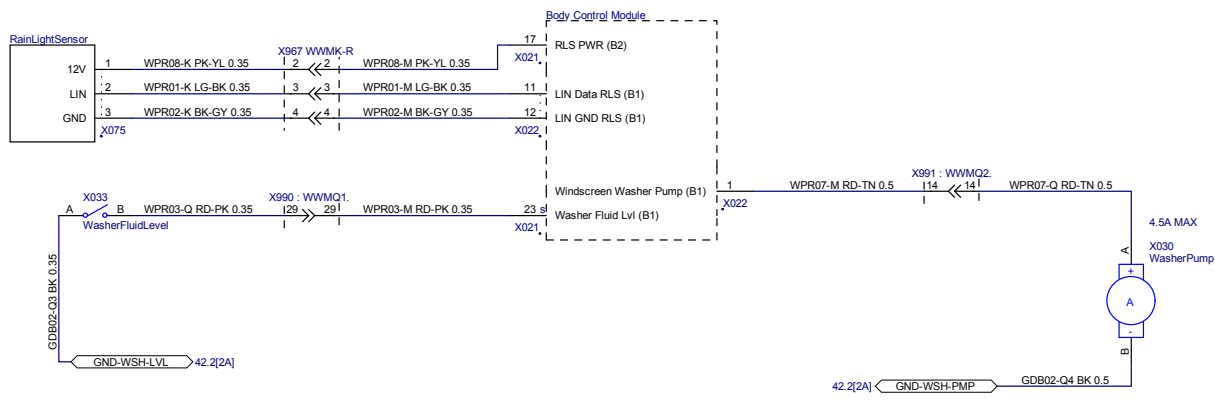 Body Control Module
RainLightSensor
17 RLS PWR (B2)
X967 WWMK-R
X021
12V 1 WPR08-K PK-YL 0.35 2 2 WPR08-M PK-YL 0.35
LIN 2 WPR01-K LG-BK 0.35 3 3 WPR01-M LG-BK 0.35 11 LIN Data RLS (B1)
GND 3 WPR02-K BK-GY 0.35 4 4 WPR02-M BK-GY 0.35 12 LIN GND RLS (B1)
X075
X022
X991 : WWMQ2.
Windscreen Washer Pump (B1) 1 WPR07-M RD-TN 0.5 14 14 WPR07-Q RD-TN 0.5
X022
X033
X990 : WWMQ1.
A B WPR03-Q RD-PK 0.35 29 29 WPR03-M RD-PK 0.35 23 s Washer Fluid Lvl (B1)
WasherFluidLevel
X021
4.5A MAX
X030
WasherPump
A
+
A
-
B
GDB02-Q3 BK 0.35
GND-WSH-LVL 42.2[2A]
42.2[2A] GND-WSH-PMP GDB02-Q4 BK 0.5